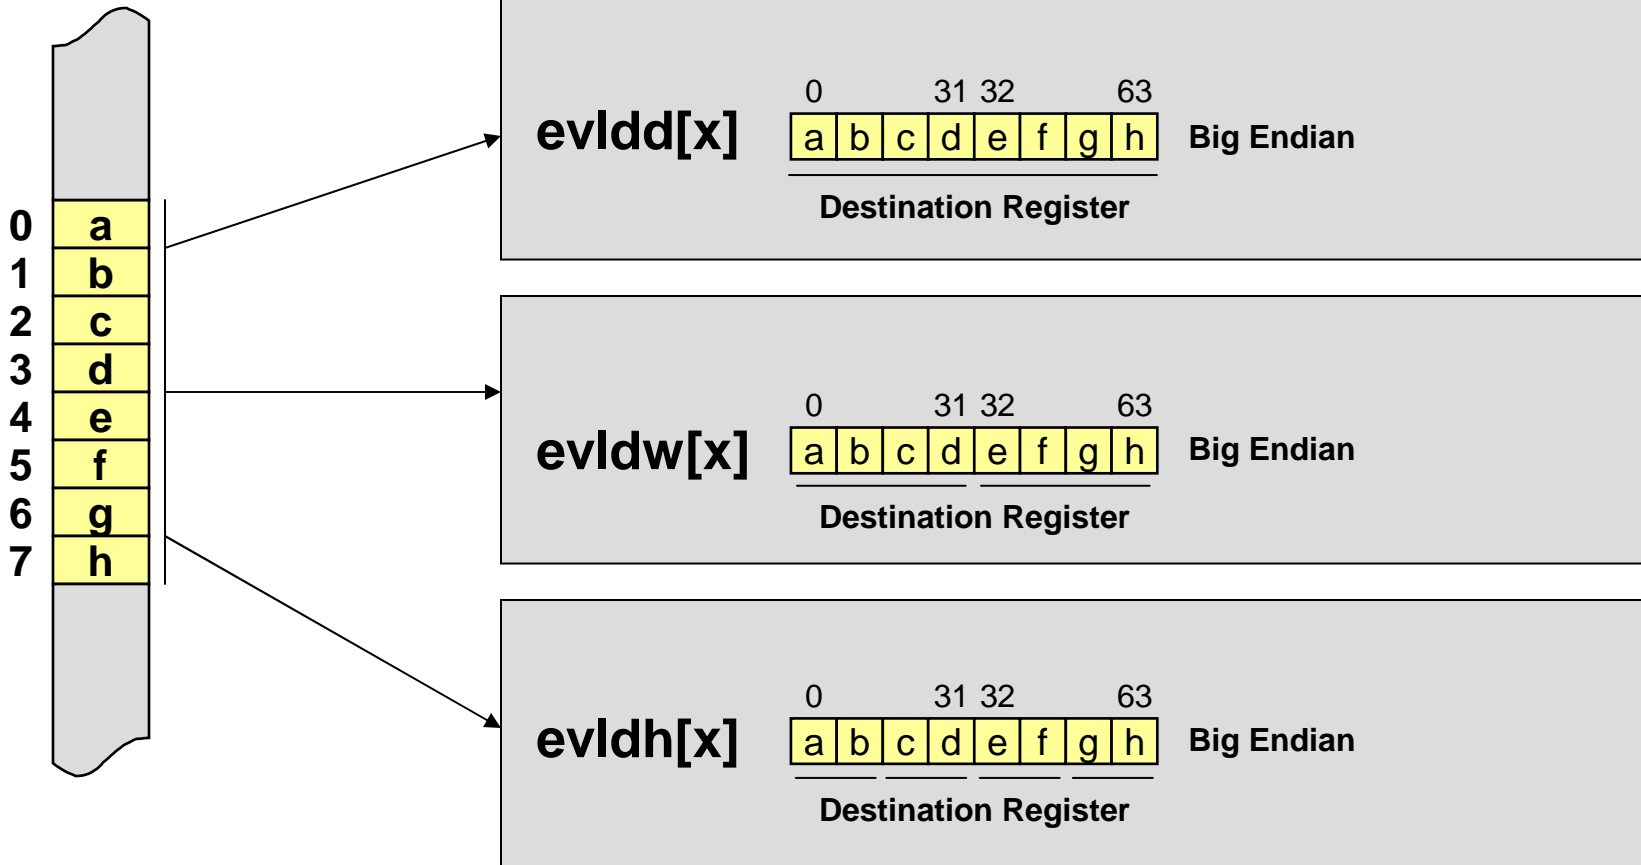 0 a
1 b
2 c
3 d
4 e
5 f
6 g
7 h
0 31 32 63
evldd[x] a b c d e f g h Big Endian
Destination Register
0 31 32 63
evldw[x] a b c d e f g h Big Endian
Destination Register
0 31 32 63
evldh[x] a b c d e f g h Big Endian
Destination Register